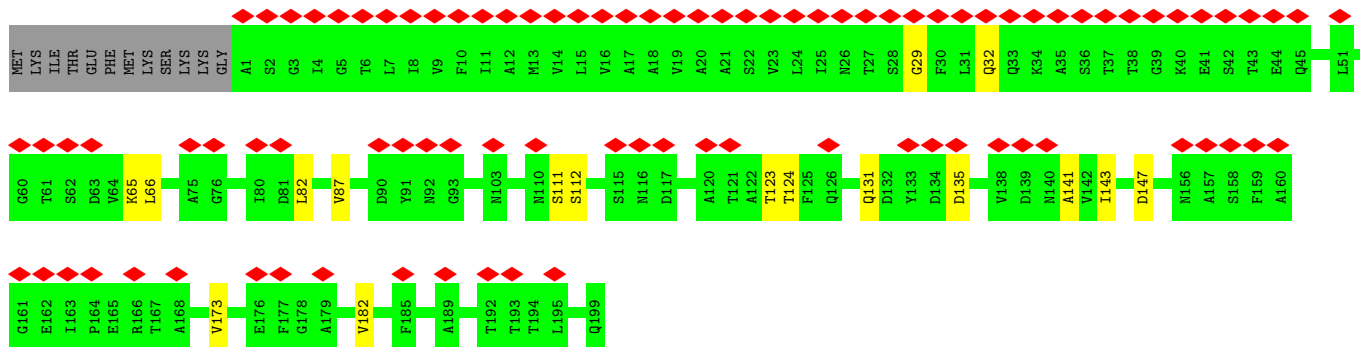 MET LYS ILE THR GLU PHE MET LYS SER LYS LYS GLY A1 S2 G3 I4 G5 T6 L7 I8 V9 F10 I11 A12 M13 V14 L15 V16 A17 A18 V19 A20 A21 S22 V23 L24 I25 N26 T27 S28 G29 F30 L31 Q32 Q33 K34 A35 S36 T37 T38 G39 K40 E41 S42 T43 E44 Q45 L51
G60 T61 S62 D63 V64 K65 L66 A75 G76 I80 D81 L82 V87 D90 Y91 N92 G93 N103 N110 S111 S112 S115 N116 D117 A120 T121 A122 T123 T124 F125 Q126 Q131 D132 Y133 D134 D135 V138 D139 N140 A141 V142 I143 D147 N156 A157 S158 F159 A160
G161 E162 I163 P164 E165 R166 T167 A168 V173 E176 F177 G178 A179 V182 F185 A189 T192 T193 T194 L195 Q199